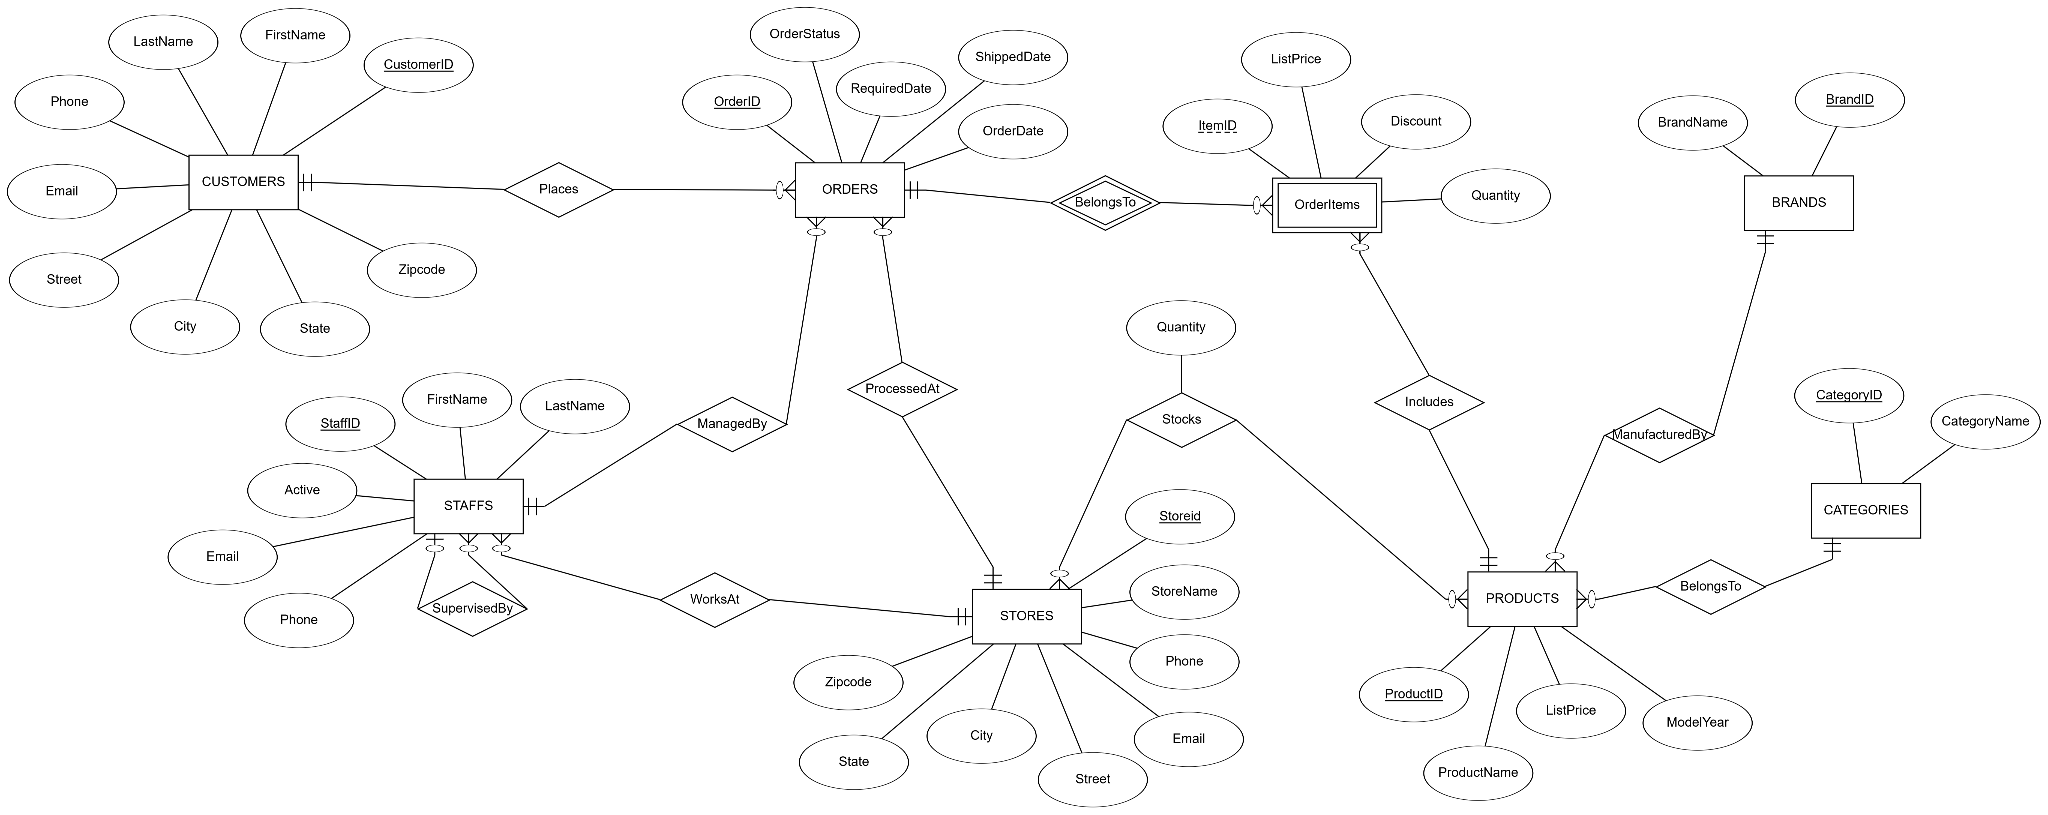 OrderStatus
FirstName
LastName
ShippedDate
ListPrice
CustomerID
RequiredDate
BrandID
Phone
OrderID
Discount
BrandName
ItemID
OrderDate
CUSTOMERS
Places
ORDERS
Email
Quantity
BelongsTo
OrderItems
BRANDS
Zipcode
Street
City
State
Quantity
ProcessedAt
CategoryID
FirstName
Includes
LastName
StaffID
ManagedBy
Stocks
CategoryName
ManufacturedBy
Active
STAFFS
CATEGORIES
Storeid
Email
BelongsTo
StoreName
WorksAt
PRODUCTS
SupervisedBy
STORES
Phone
Phone
Zipcode
ProductID
ListPrice
ModelYear
City
Email
State
ProductName
Street